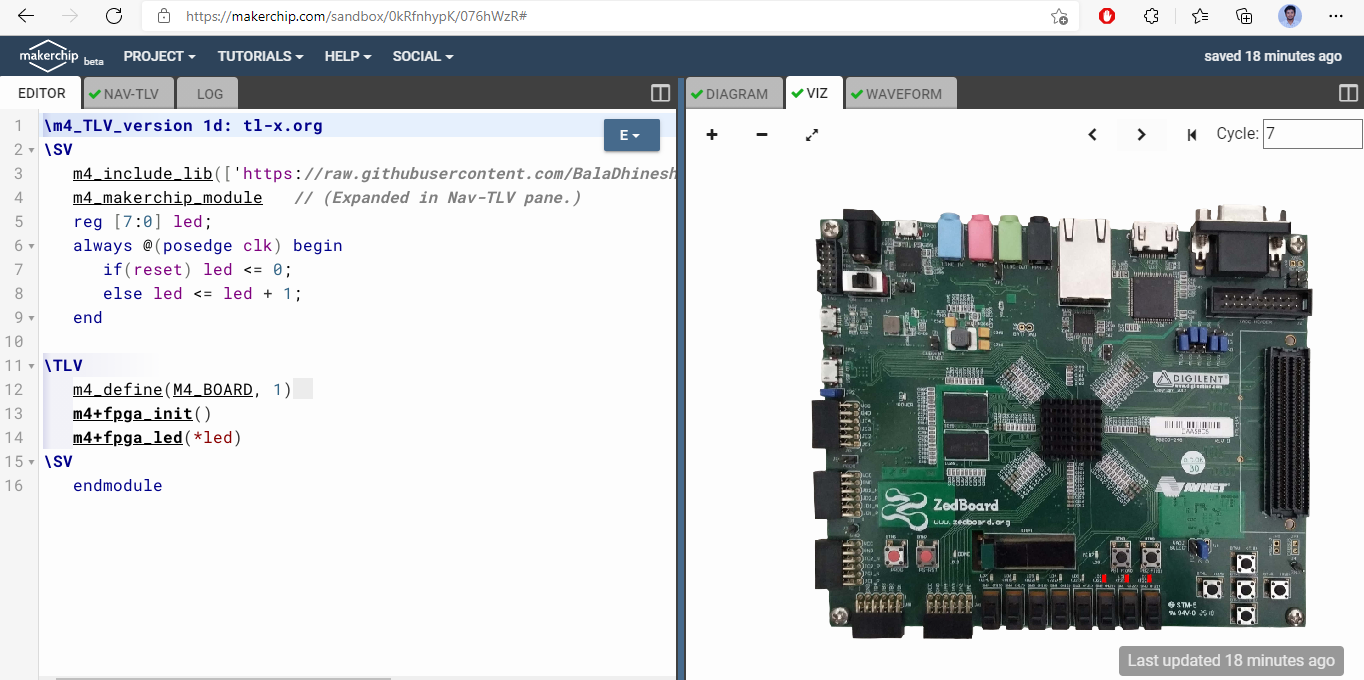 https://makerchip.com/sandbox/0kRfnhypK/076hWzR#
makerchip beta PROJECT TUTORIALS HELP SOCIAL saved 18 minutes ago
EDITOR NAV-TLV LOG DIAGRAM VIZ WAVEFORM
E
Cycle: 7
1 \m4_TLV_version 1d: tl-x.org
2 \SV
3 m4_include_lib(['https://raw.githubusercontent.com/BalaDhinesh
4 m4_makerchip_module // (Expanded in Nav-TLV pane.)
5 reg [7:0] led;
6 always @(posedge clk) begin
7 if(reset) led <= 0;
8 else led <= led + 1;
9 end
10
11 \TLV
12 m4_define(M4_BOARD, 1)
13 m4+fpga_init()
14 m4+fpga_led(*led)
15 \SV
16 endmodule
DIGILENT
AVNET
ZedBoard
www.zedboard.org
Last updated 18 minutes ago